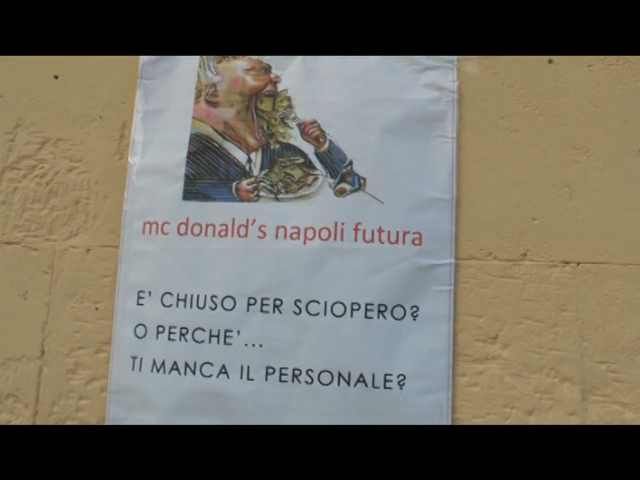 mc donald's napoli futura
E' CHIUSO PER SCIOPERO?
O PERCHE'...
TI MANCA IL PERSONALE?